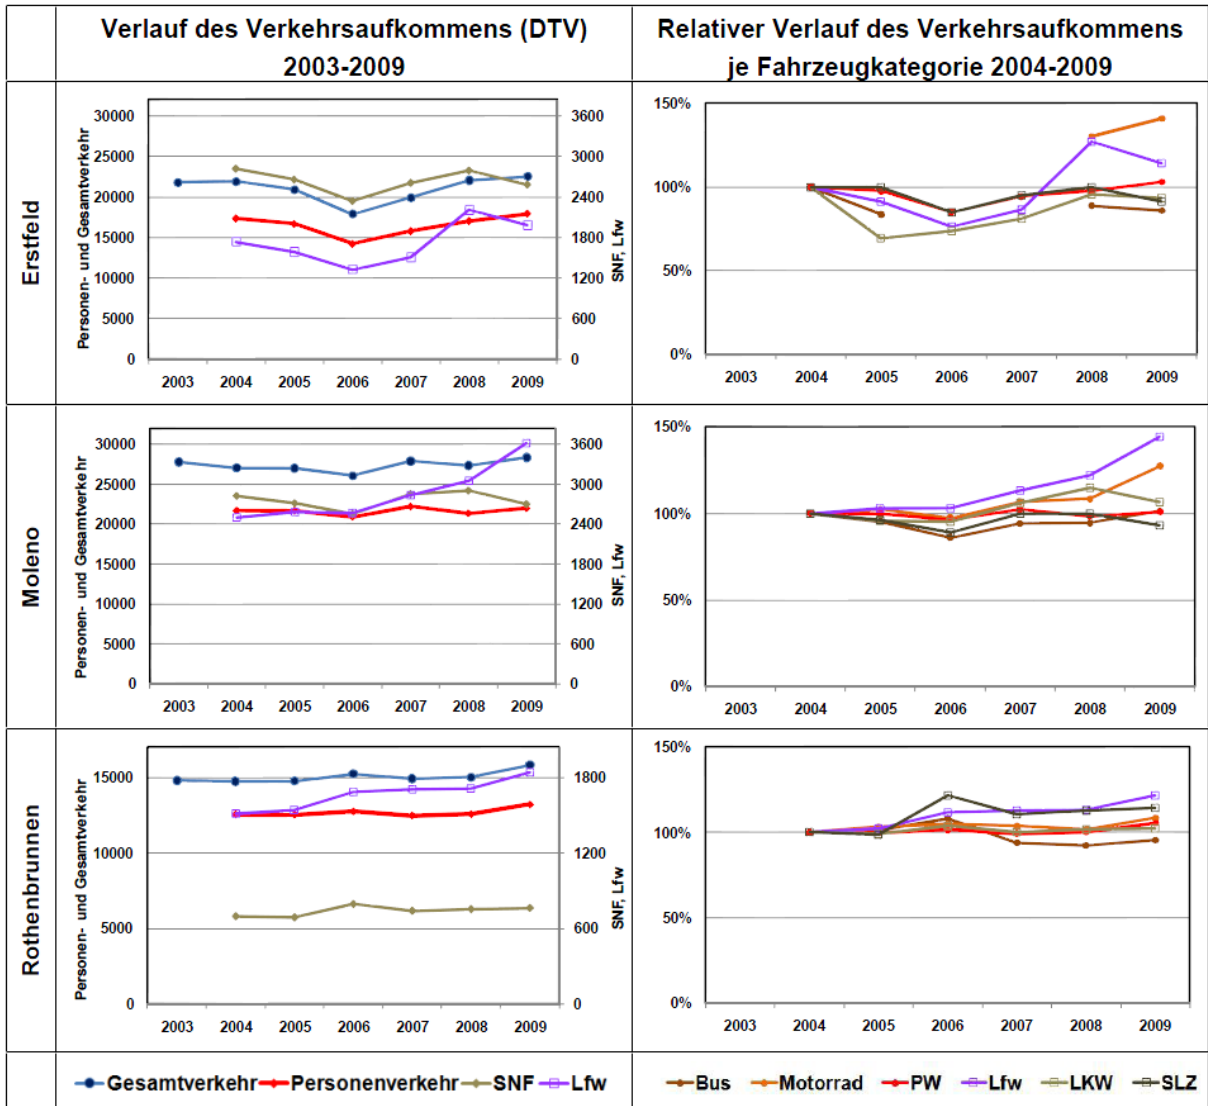 Verlauf des Verkehrsaufkommens (DTV)
2003-2009
Relativer Verlauf des Verkehrsaufkommens
je Fahrzeugkategorie 2004-2009
Erstfeld
Personen- und Gesamtverkehr
30000
25000
20000
15000
10000
5000
0
3600
3000
2400
1800
1200
600
0
SNF, Lfw
2003 2004 2005 2006 2007 2008 2009
150%
100%
50%
0%
2003 2004 2005 2006 2007 2008 2009
Moleno
Personen- und Gesamtverkehr
30000
25000
20000
15000
10000
5000
0
3600
3000
2400
1800
1200
600
0
SNF, Lfw
2003 2004 2005 2006 2007 2008 2009
150%
100%
50%
0%
2003 2004 2005 2006 2007 2008 2009
Rothenbrunnen
Personen- und Gesamtverkehr
15000
10000
5000
0
1800
1200
600
0
SNF, Lfw
2003 2004 2005 2006 2007 2008 2009
150%
100%
50%
0%
2003 2004 2005 2006 2007 2008 2009
Gesamtverkehr Personenverkehr SNF Lfw
Bus Motorrad PW Lfw LKW SLZ